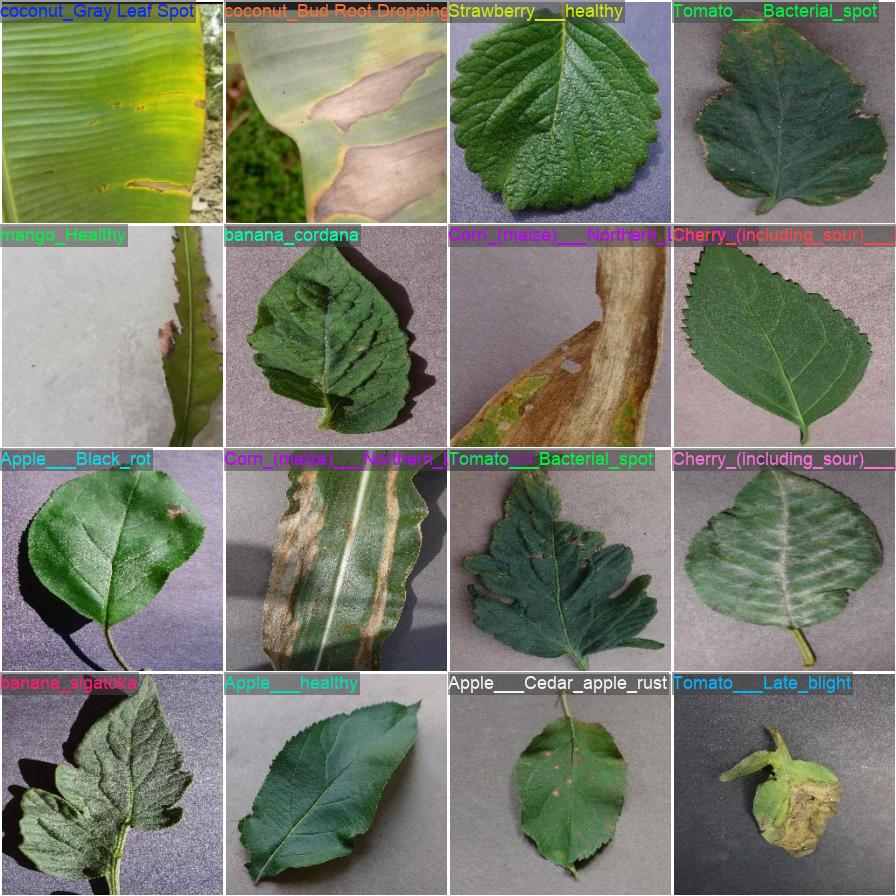 coconut_Gray Leaf Spot
coconut_Bud Root Dropping
Strawberry___healthy
Tomato___Bacterial_spot
mango_Healthy
banana_cordana
Corn_(maize)___Northern_
Cherry_(including_sour)___
Apple___Black_rot
Corn_(maize)___Northern_
Tomato___Bacterial_spot
Cherry_(including_sour)___
banana_sigatoka
Apple___healthy
Apple___Cedar_apple_rust
Tomato___Late_blight